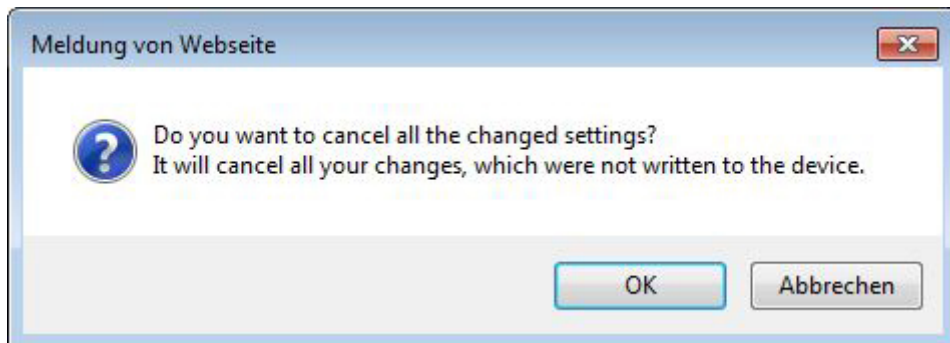 Meldung von Webseite
Do you want to cancel all the changed settings?
It will cancel all your changes, which were not written to the device.
OK
Abbrechen